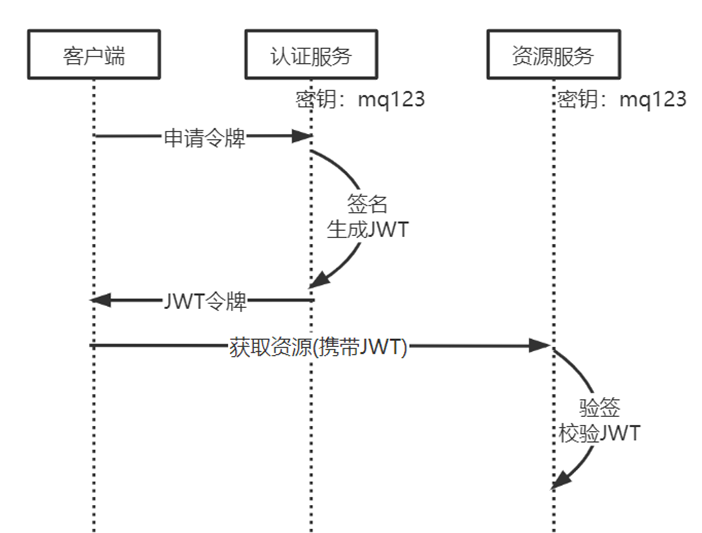 客户端
认证服务
资源服务
密钥：mq123
密钥：mq123
申请令牌
签名
生成JWT
JWT令牌
获取资源(携带JWT)
验签
校验JWT